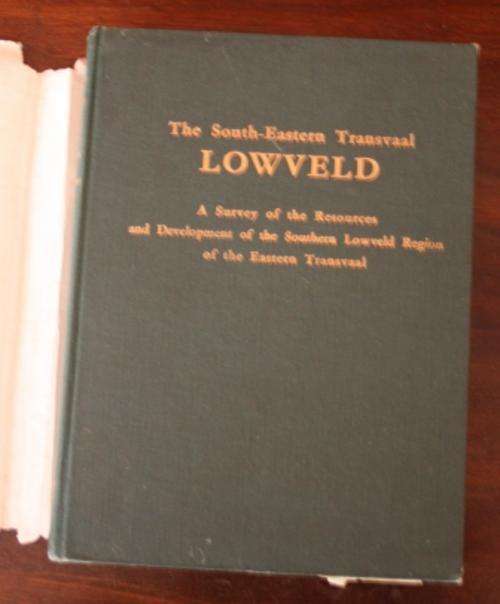 The South-Eastern Transvaal
LOWVELD
A Survey of the Resources
and Development of the Southern Lowveld Region
of the Eastern Transvaal